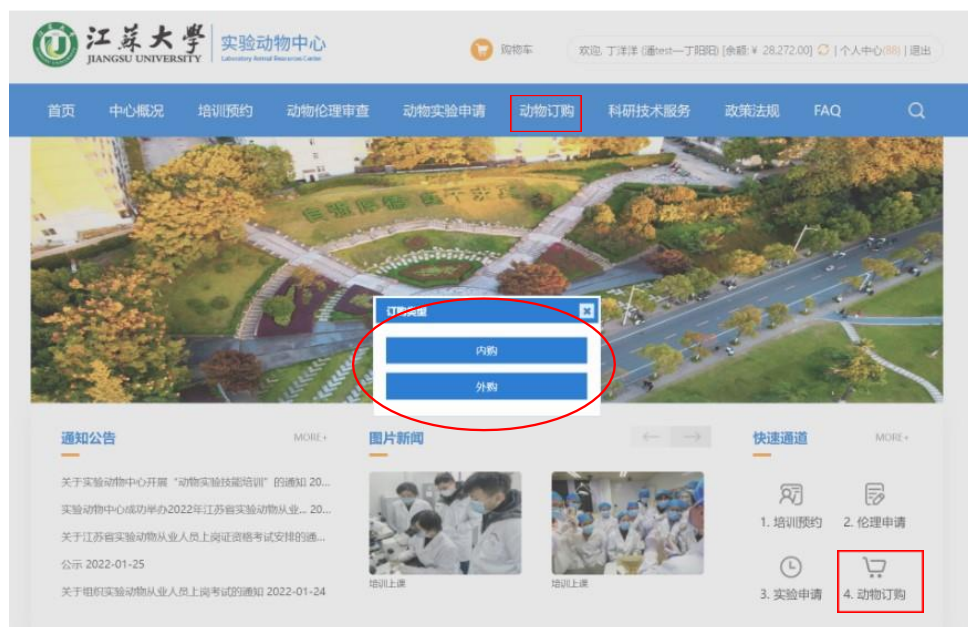 江苏大学
JIANGSU UNIVERSITY
实验动物中心
Laboratory Animal Resources Center
购物车
欢迎, 丁洋洋 (潘test—丁阳阳) [余额: ¥ 28,272.00] | 个人中心(88) | 退出
首页 中心概况 培训预约 动物伦理审查 动物实验申请 动物订购 科研技术服务 政策法规 FAQ
订购类型
内购
外购
通知公告 MORE+
关于实验动物中心开展“动物实验技能培训”的通知 20...
实验动物中心成功举办2022年江苏省实验动物从业... 20...
关于江苏省实验动物从业人员上岗证资格考试安排的通...
公示 2022-01-25
关于组织实验动物从业人员上岗考试的通知 2022-01-24
图片新闻
培训上课
培训上课
快速通道 MORE+
1. 培训预约 2. 伦理申请
3. 实验申请 4. 动物订购